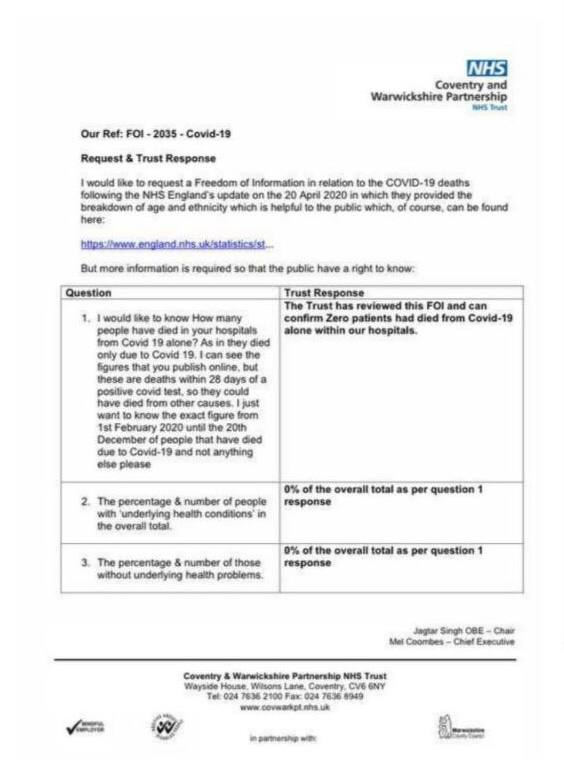 NHS
Coventry and
Warwickshire Partnership
NHS Trust
Our Ref: FOI - 2035 - Covid-19
Request & Trust Response
I would like to request a Freedom of Information in relation to the COVID-19 deaths
following the NHS England's update on the 20 April 2020 in which they provided the
breakdown of age and ethnicity which is helpful to the public which, of course, can be found
here:
https://www.england.nhs.uk/statistics/st...
But more information is required so that the public have a right to know:
Question
Trust Response
1. I would like to know How many
people have died in your hospitals
from Covid 19 alone? As in they died
only due to Covid 19. I can see the
figures that you publish online, but
these are deaths within 28 days of a
positive covid test, so they could
have died from other causes. I just
want to know the exact figure from
1st February 2020 until the 20th
December of people that have died
due to Covid-19 and not anything
else please
The Trust has reviewed this FOI and can
confirm Zero patients had died from Covid-19
alone within our hospitals.
2. The percentage & number of people
with 'underlying health conditions' in
the overall total.
0% of the overall total as per question 1
response
3. The percentage & number of those
without underlying health problems.
0% of the overall total as per question 1
response
Jagtar Singh OBE – Chair
Mel Coombes – Chief Executive
Coventry & Warwickshire Partnership NHS Trust
Wayside House, Wilsons Lane, Coventry, CV6 6NY
Tel: 024 7636 2100 Fax: 024 7636 8949
www.covwarkpt.nhs.uk
MINDFUL
EMPLOYER
in partnership with:
Warwickshire
County Council